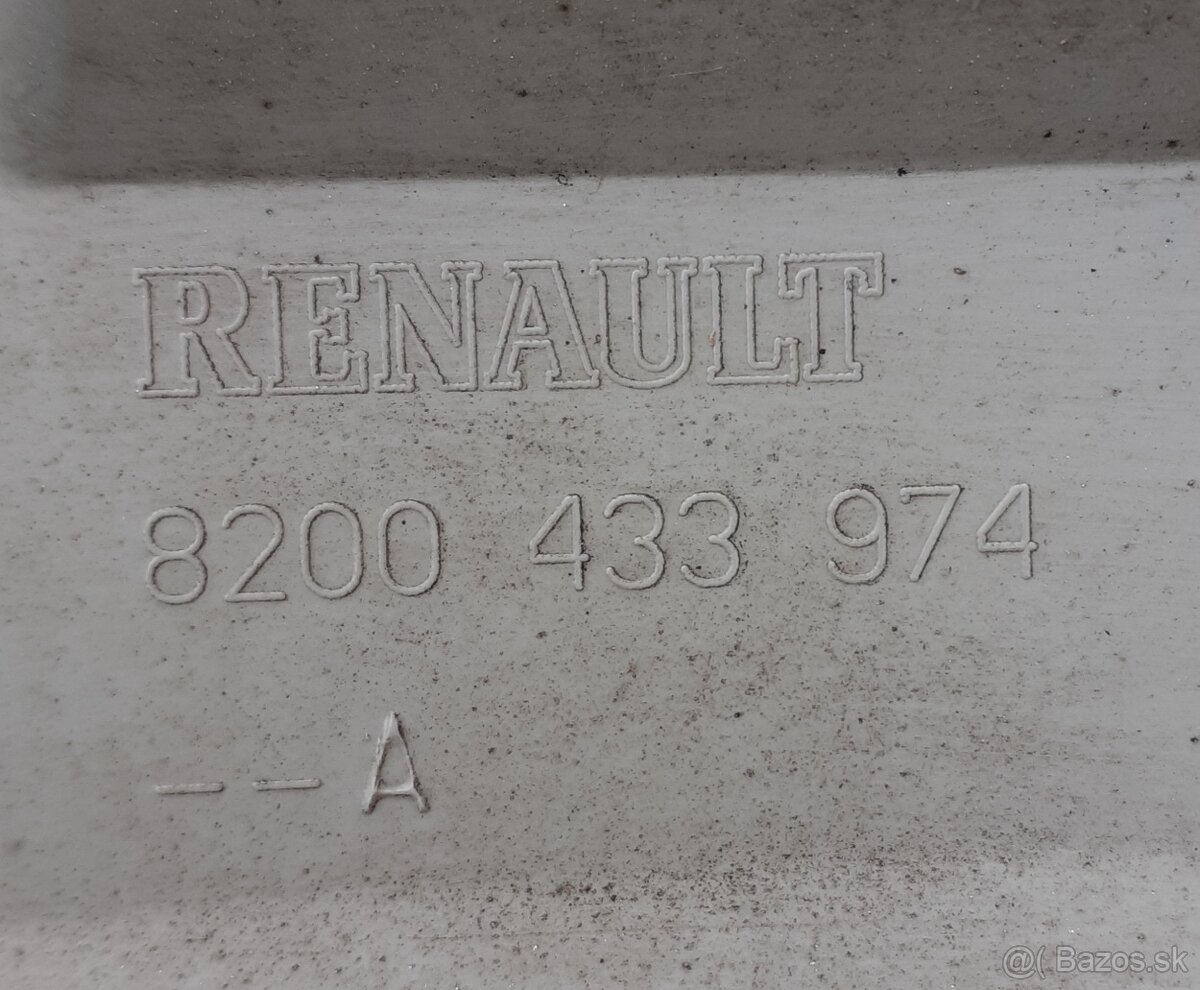 RENAULT
8200 433 974
－－A
@( Bazos.sk